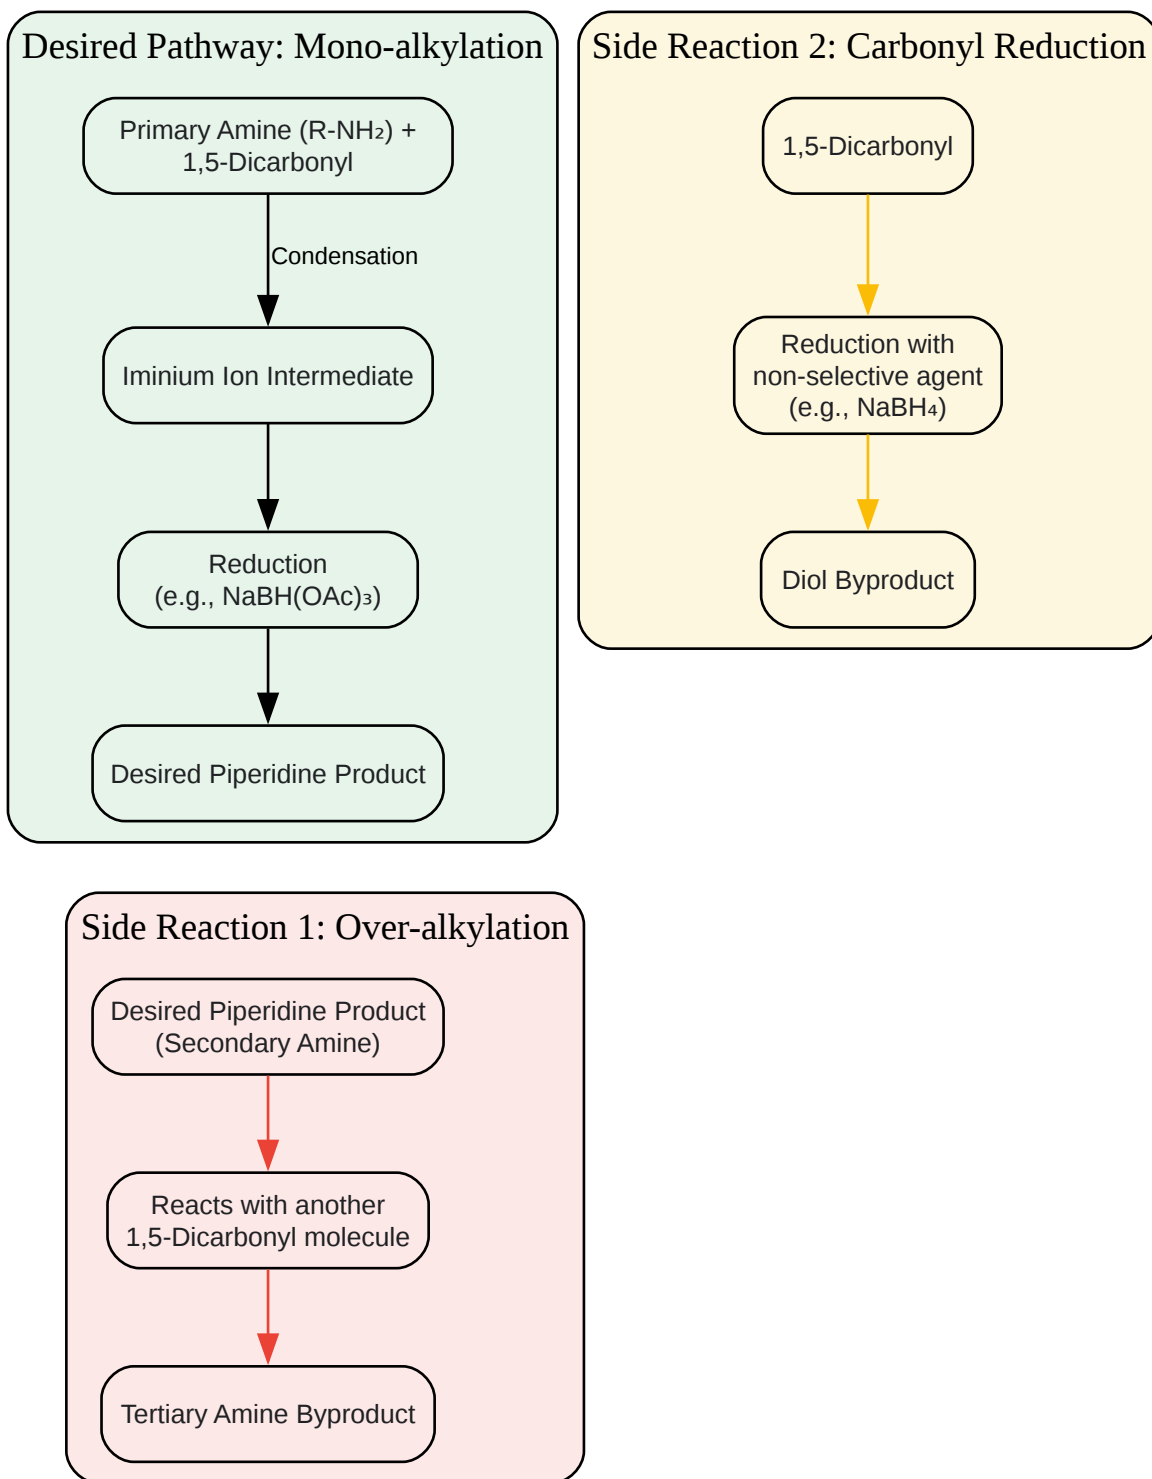 Desired Pathway: Mono-alkylation
Primary Amine (R-NH₂) +
1,5-Dicarbonyl
Condensation
Iminium Ion Intermediate
Reduction
(e.g., NaBH(OAc)₃)
Desired Piperidine Product
Side Reaction 2: Carbonyl Reduction
1,5-Dicarbonyl
Reduction with
non-selective agent
(e.g., NaBH₄)
Diol Byproduct
Side Reaction 1: Over-alkylation
Desired Piperidine Product
(Secondary Amine)
Reacts with another
1,5-Dicarbonyl molecule
Tertiary Amine Byproduct